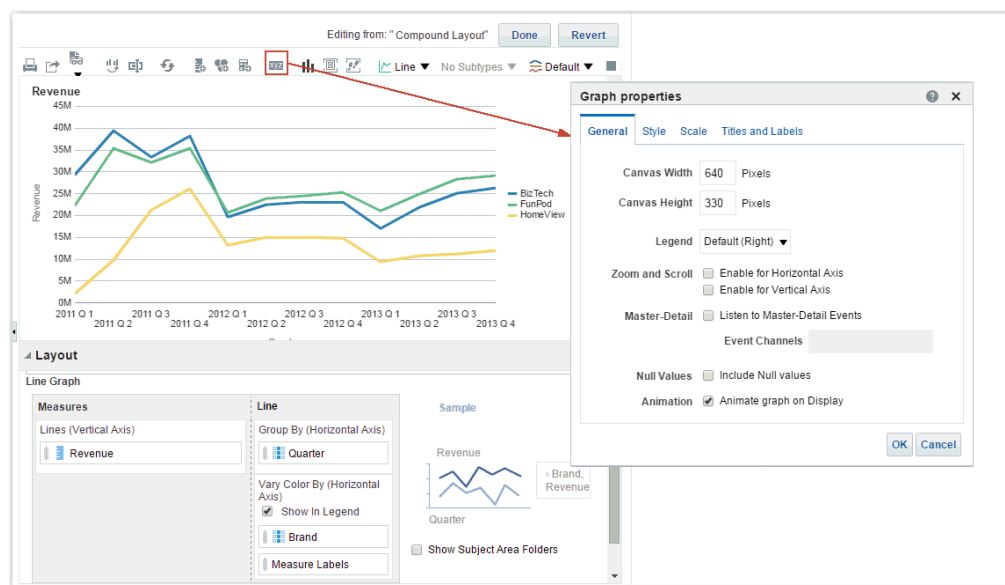 Editing from: "Compound Layout" Done Revert
Line No Subtypes Default
Revenue
45M
40M
35M
30M
25M
20M
15M
10M
5M
0M
Revenue
2011 Q 1 2011 Q 2 2011 Q 3 2011 Q 4 2012 Q 1 2012 Q 2 2012 Q 3 2012 Q 4 2013 Q 1 2013 Q 2 2013 Q 3 2013 Q 4
BizTech
FunPod
HomeView
Layout
Line Graph
Measures
Lines (Vertical Axis)
Revenue
Line
Group By (Horizontal Axis)
Quarter
Vary Color By (Horizontal
Axis)
Show In Legend
Brand
Measure Labels
Sample
Revenue
Brand,
Revenue
Quarter
Show Subject Area Folders
Graph properties
General Style Scale Titles and Labels
Canvas Width 640 Pixels
Canvas Height 330 Pixels
Legend Default (Right)
Zoom and Scroll Enable for Horizontal Axis
Enable for Vertical Axis
Master-Detail Listen to Master-Detail Events
Event Channels
Null Values Include Null values
Animation Animate graph on Display
OK Cancel